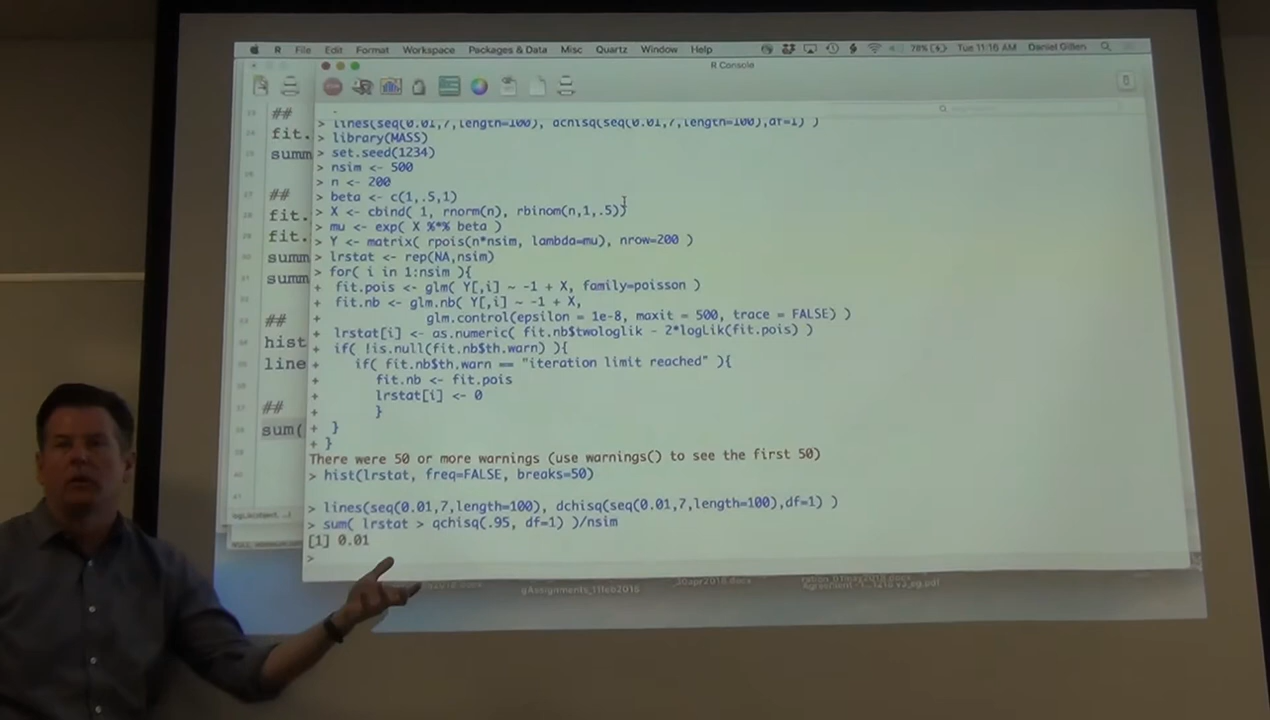 R File Edit Format Workspace Packages & Data Misc Quartz Window Help 78% Tue 11:16 AM Daniel Gillen
R Console
> lines(seq(0.01,7,length=100), dchisq(seq(0.01,7,length=100),df=1) )
> library(MASS)
> set.seed(1234)
> nsim <- 500
> n <- 200
> beta <- c(1,.5,1)
> X <- cbind( 1, rnorm(n), rbinom(n,1,.5))
> mu <- exp( X %*% beta )
> Y <- matrix( rpois(n*nsim, lambda=mu), nrow=200 )
> lrstat <- rep(NA,nsim)
> for( i in 1:nsim ){
+ fit.pois <- glm( Y[,i] ~ -1 + X, family=poisson )
+ fit.nb <- glm.nb( Y[,i] ~ -1 + X,
+ glm.control(epsilon = 1e-8, maxit = 500, trace = FALSE) )
+ lrstat[i] <- as.numeric( fit.nb$twologlik - 2*logLik(fit.pois) )
+ if( !is.null(fit.nb$th.warn) ){
+ if( fit.nb$th.warn == "iteration limit reached" ){
+ fit.nb <- fit.pois
+ lrstat[i] <- 0
+ }
+ }
+ }
There were 50 or more warnings (use warnings() to see the first 50)
> hist(lrstat, freq=FALSE, breaks=50)
> lines(seq(0.01,7,length=100), dchisq(seq(0.01,7,length=100),df=1) )
> sum( lrstat > qchisq(.95, df=1) )/nsim
[1] 0.01
>
##
fit.
summ
##
fit.
fit.
summ
summ
##
hist
line
##
sum(
gAssignments_11feb2016
_30apr2018.docx